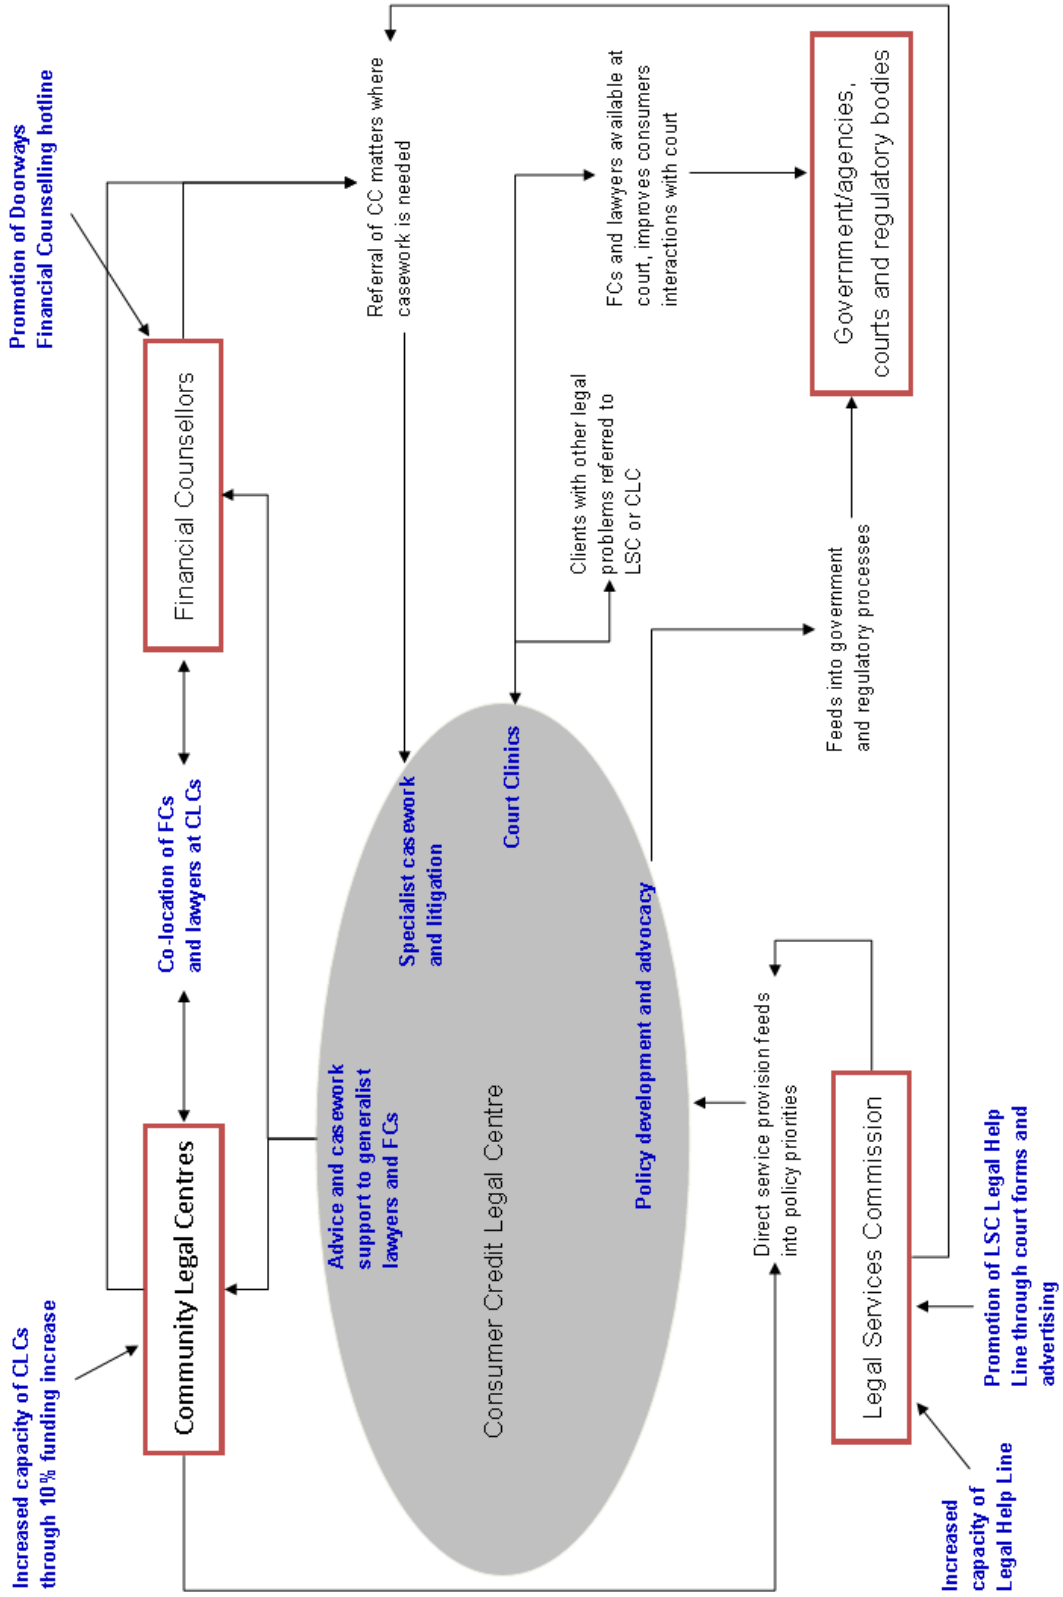 Increased capacity of CLCs
through 10% funding increase
Promotion of Doorways
Financial Counselling hotline
Community Legal Centres
Co-location of FCs
and lawyers at CLCs
Financial Counsellors
Advice and casework
support to generalist
lawyers and FCs
Specialist casework
and litigation
Referral of CC matters where
casework is needed
Consumer Credit Legal Centre
Court Clinics
Clients with other legal
problems referred to
LSC or CLC
FCs and lawyers available at
court, improves consumers
interactions with court
Policy development and advocacy
Direct service provision feeds
into policy priorities
Feeds into government
and regulatory processes
Government/agencies,
courts and regulatory bodies
Legal Services Commission
Increased
capacity of
Legal Help Line
Promotion of LSC Legal Help
Line through court forms and
advertising